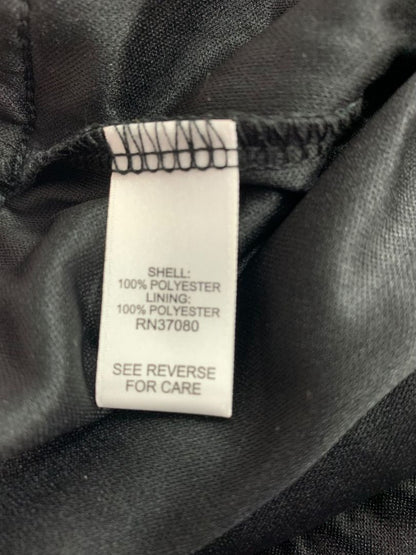 SHELL:
100% POLYESTER
LINING:
100% POLYESTER
RN37080
SEE REVERSE
FOR CARE